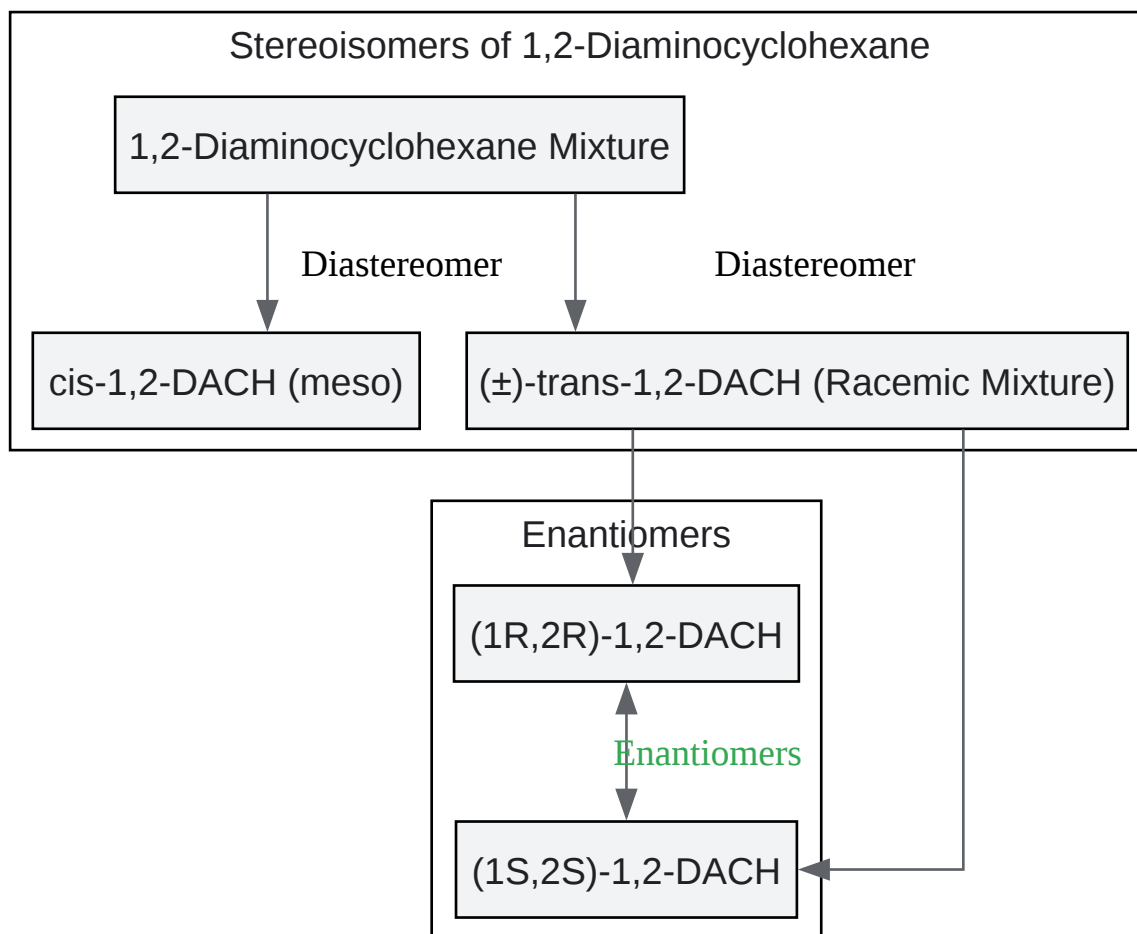 Stereoisomers of 1,2-Diaminocyclohexane
1,2-Diaminocyclohexane Mixture
Diastereomer
Diastereomer
cis-1,2-DACH (meso)
(±)-trans-1,2-DACH (Racemic Mixture)
Enantiomers
(1R,2R)-1,2-DACH
Enantiomers
(1S,2S)-1,2-DACH